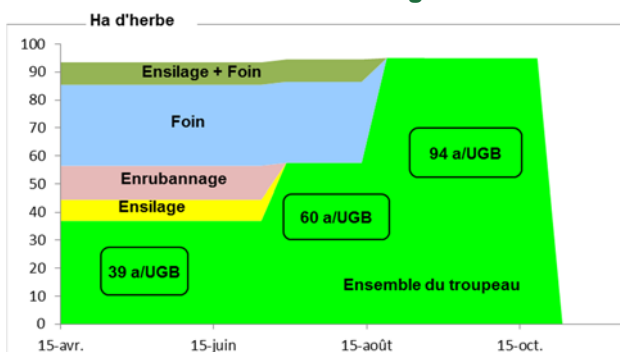 Ha d'herbe
100
90
80
70
60
50
40
30
20
10
0
Ensilage + Foin
Foin
Enrubannage
Ensilage
94 a/UGB
60 a/UGB
39 a/UGB
Ensemble du troupeau
15-avr.
15-juin
15-août
15-oct.